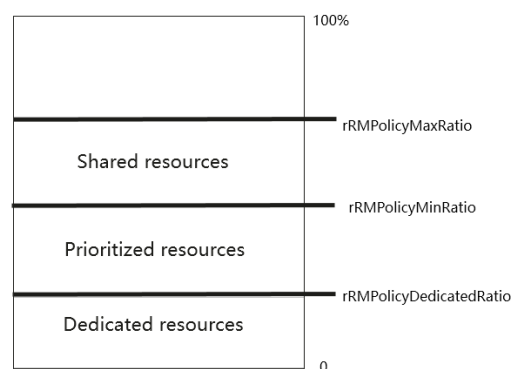 100%
rRMPolicyMaxRatio
Shared resources
rRMPolicyMinRatio
Prioritized resources
rRMPolicyDedicatedRatio
Dedicated resources
0